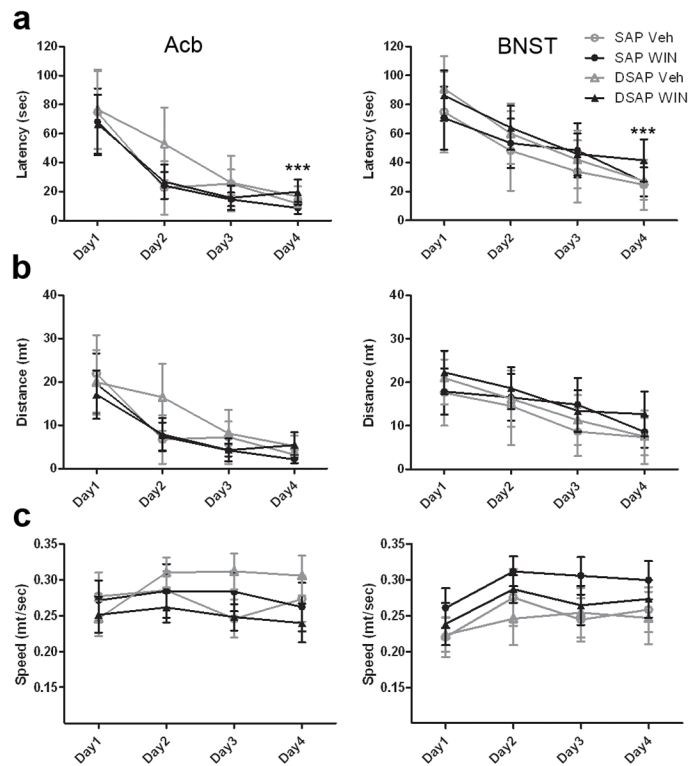 a
Acb
BNST
SAP Veh
SAP WIN
DSAP Veh
DSAP WIN
Latency (sec)
120
100
80
60
40
20
0
***
Day1
Day2
Day3
Day4
Latency (sec)
120
100
80
60
40
20
0
***
Day1
Day2
Day3
Day4
b
Distance (mt)
40
30
20
10
0
Day1
Day2
Day3
Day4
Distance (mt)
40
30
20
10
0
Day1
Day2
Day3
Day4
c
Speed (mt/sec)
0.35
0.30
0.25
0.20
0.15
Day1
Day2
Day3
Day4
Speed (mt/sec)
0.35
0.30
0.25
0.20
0.15
Day1
Day2
Day3
Day4